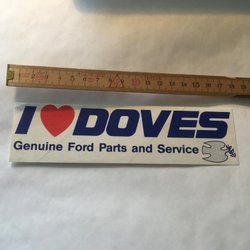 I ❤ DOVES
Genuine Ford Parts and Service